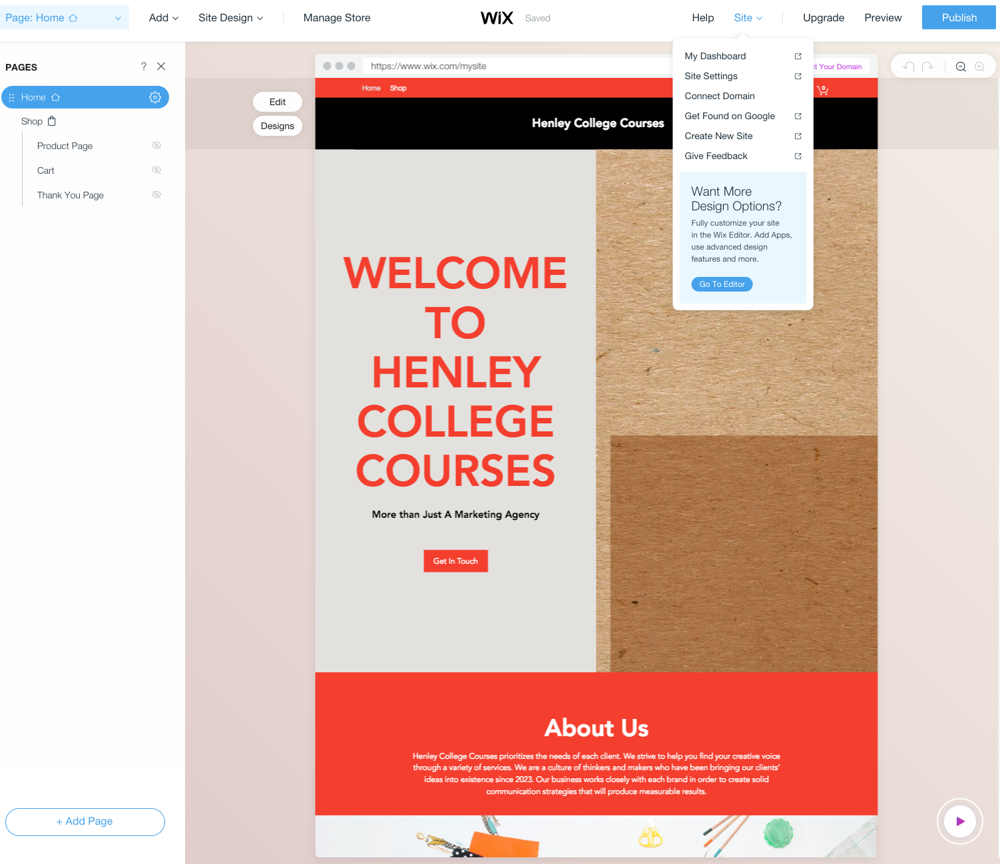 Page: Home
Add
Site Design
Manage Store
WiX
Saved
Help
Site
Upgrade
Preview
Publish
PAGES
?
Home
Shop
Product Page
Cart
Thank You Page
+ Add Page
Edit
Designs
https://www.wix.com/mysite
t Your Domain
Home
Shop
0
Henley College Courses
My Dashboard
Site Settings
Connect Domain
Get Found on Google
Create New Site
Give Feedback
Want More
Design Options?
Fully customize your site
in the Wix Editor. Add Apps,
use advanced design
features and more.
Go To Editor
WELCOME
TO
HENLEY
COLLEGE
COURSES
More than Just A Marketing Agency
Get In Touch
About Us
Henley College Courses prioritizes the needs of each client. We strive to help you find your creative voice
through a variety of services. We are a culture of thinkers and makers who have been bringing our clients’
ideas into existence since 2023. Our business works closely with each brand in order to create solid
communication strategies that will produce measurable results.